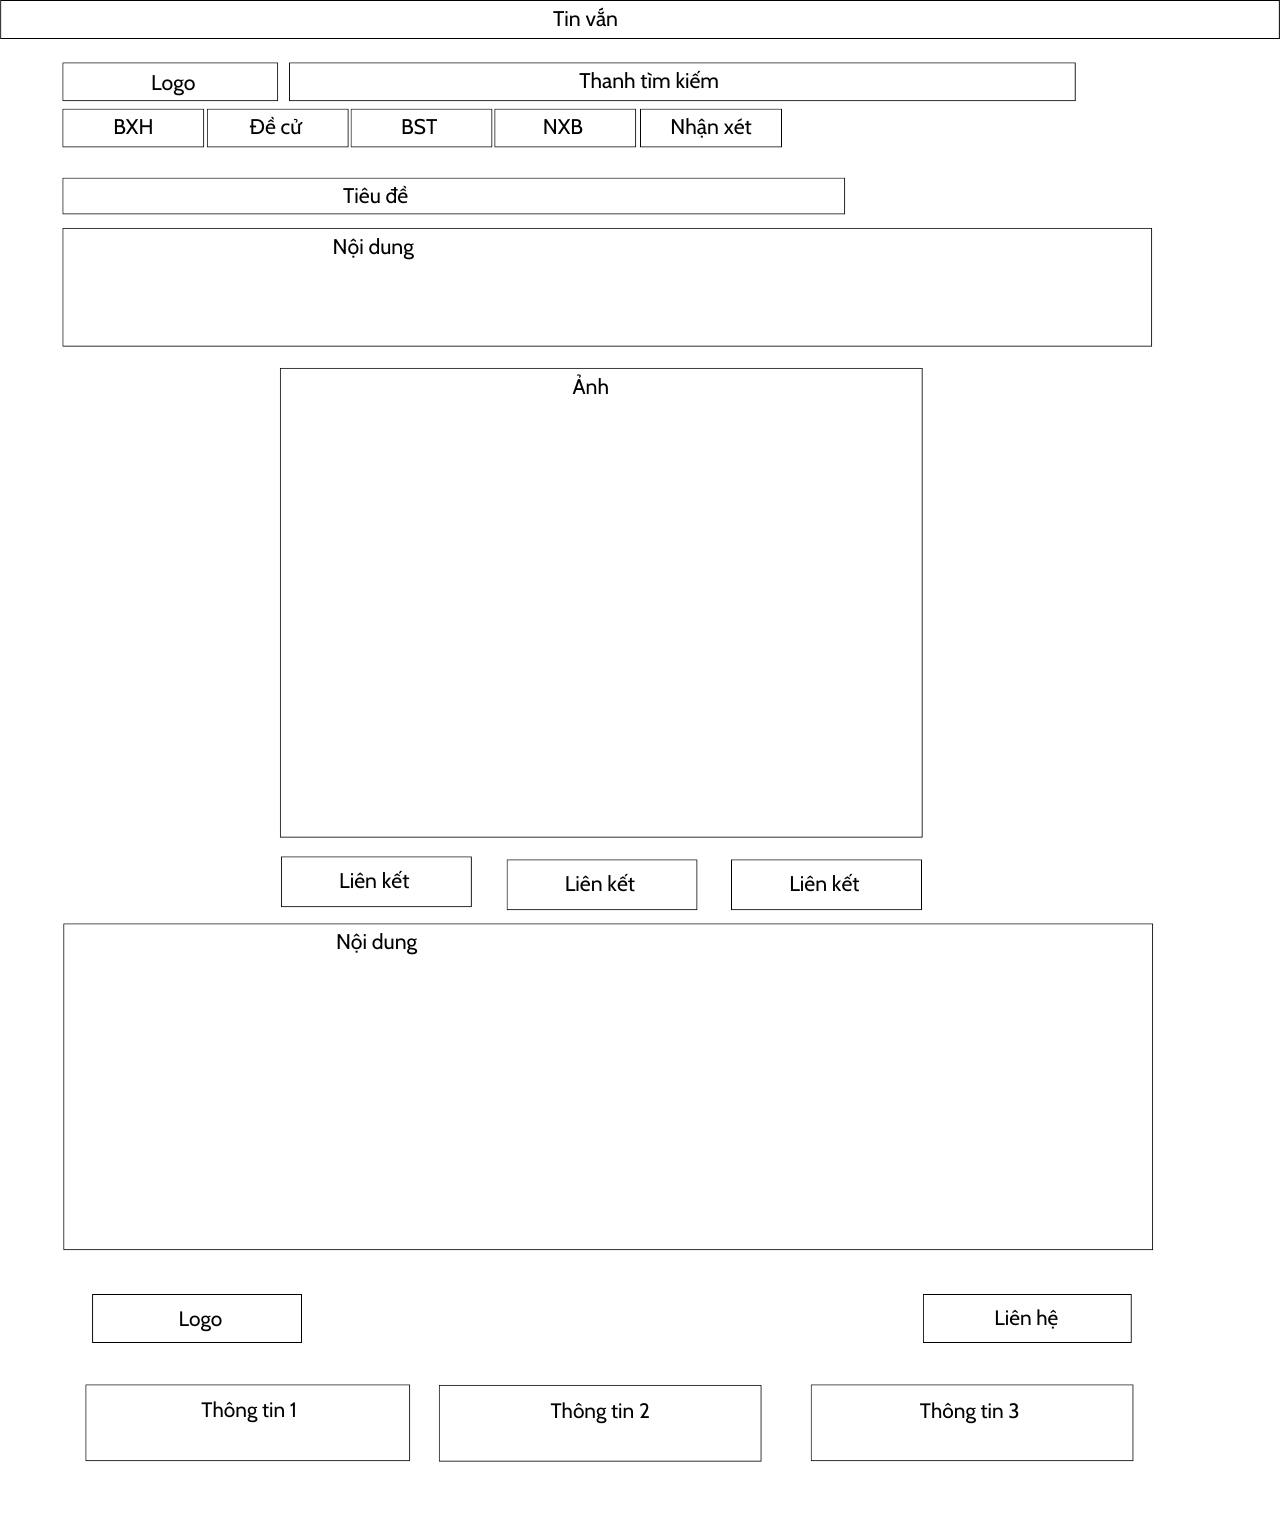 Tin vắn
Logo
Thanh tìm kiếm
BXH
Đề cử
BST
NXB
Nhận xét
Tiêu đề
Nội dung
Ảnh
Liên kết
Liên kết
Liên kết
Nội dung
Logo
Liên hệ
Thông tin 1
Thông tin 2
Thông tin 3